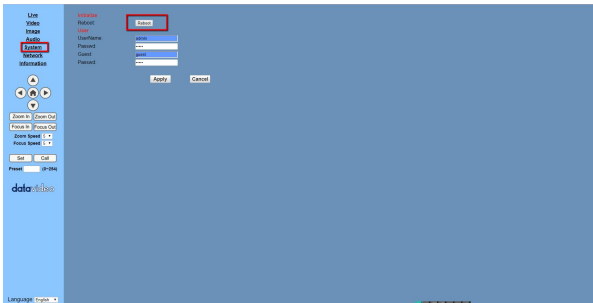 Live
Video
Image
Audio
System
Network
Information
Zoom In Zoom Out
Focus In Focus Out
Zoom Speed 5
Focus Speed 5
Set Call
Preset (0~254)
datavideo
Language English
Initialize
Reboot Reboot
User
UserName admin
Passwd ••••
Guest guest
Passwd ••••
Apply Cancel